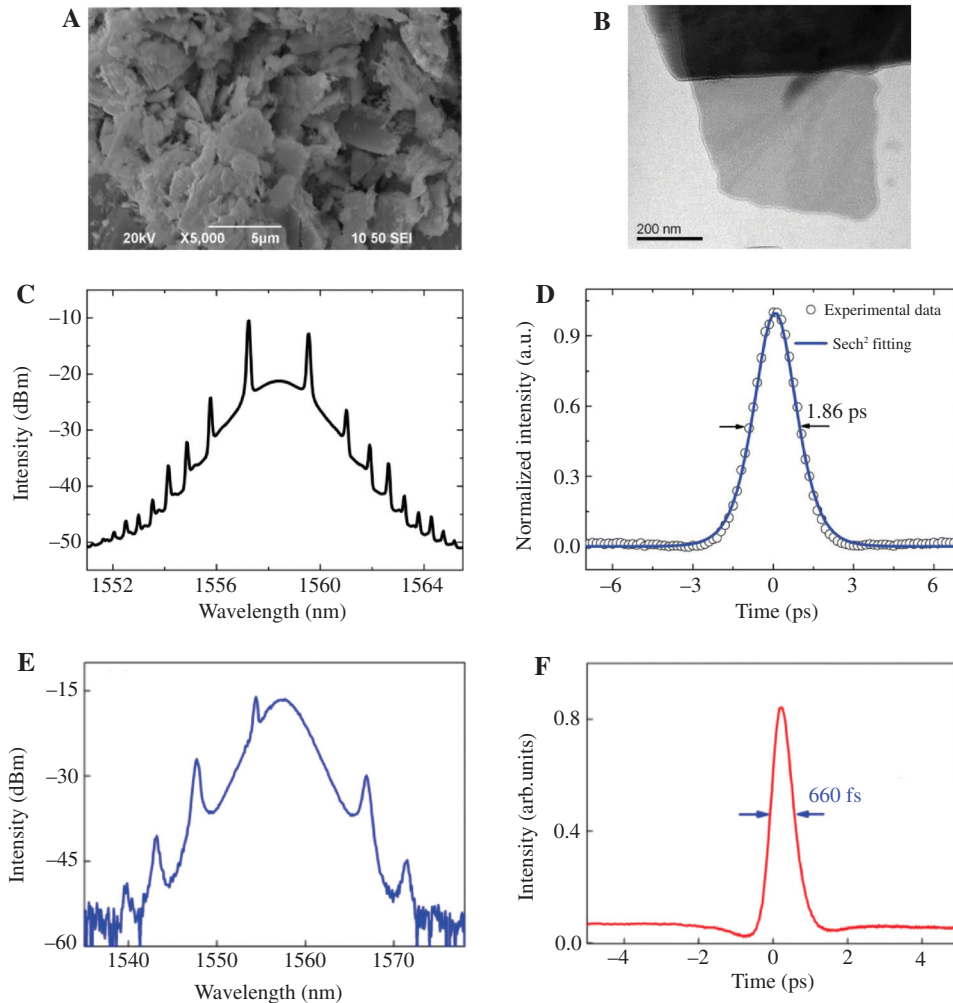 A
20kV X5,000 5μm 10 50 SEI
B
200 nm
C
−10
−20
−30
−40
−50
Intensity (dBm)
1552 1556 1560 1564
Wavelength (nm)
D
0.9
0.6
0.3
0.0
Normalized intensity (a.u.)
Experimental data
Sech² fitting
1.86 ps
−6 −3 0 3 6
Time (ps)
E
−15
−30
−45
−60
Intensity (dBm)
1540 1550 1560 1570
Wavelength (nm)
F
0.8
0.4
0.0
Intensity (arb.units)
660 fs
−4 −2 0 2 4
Time (ps)